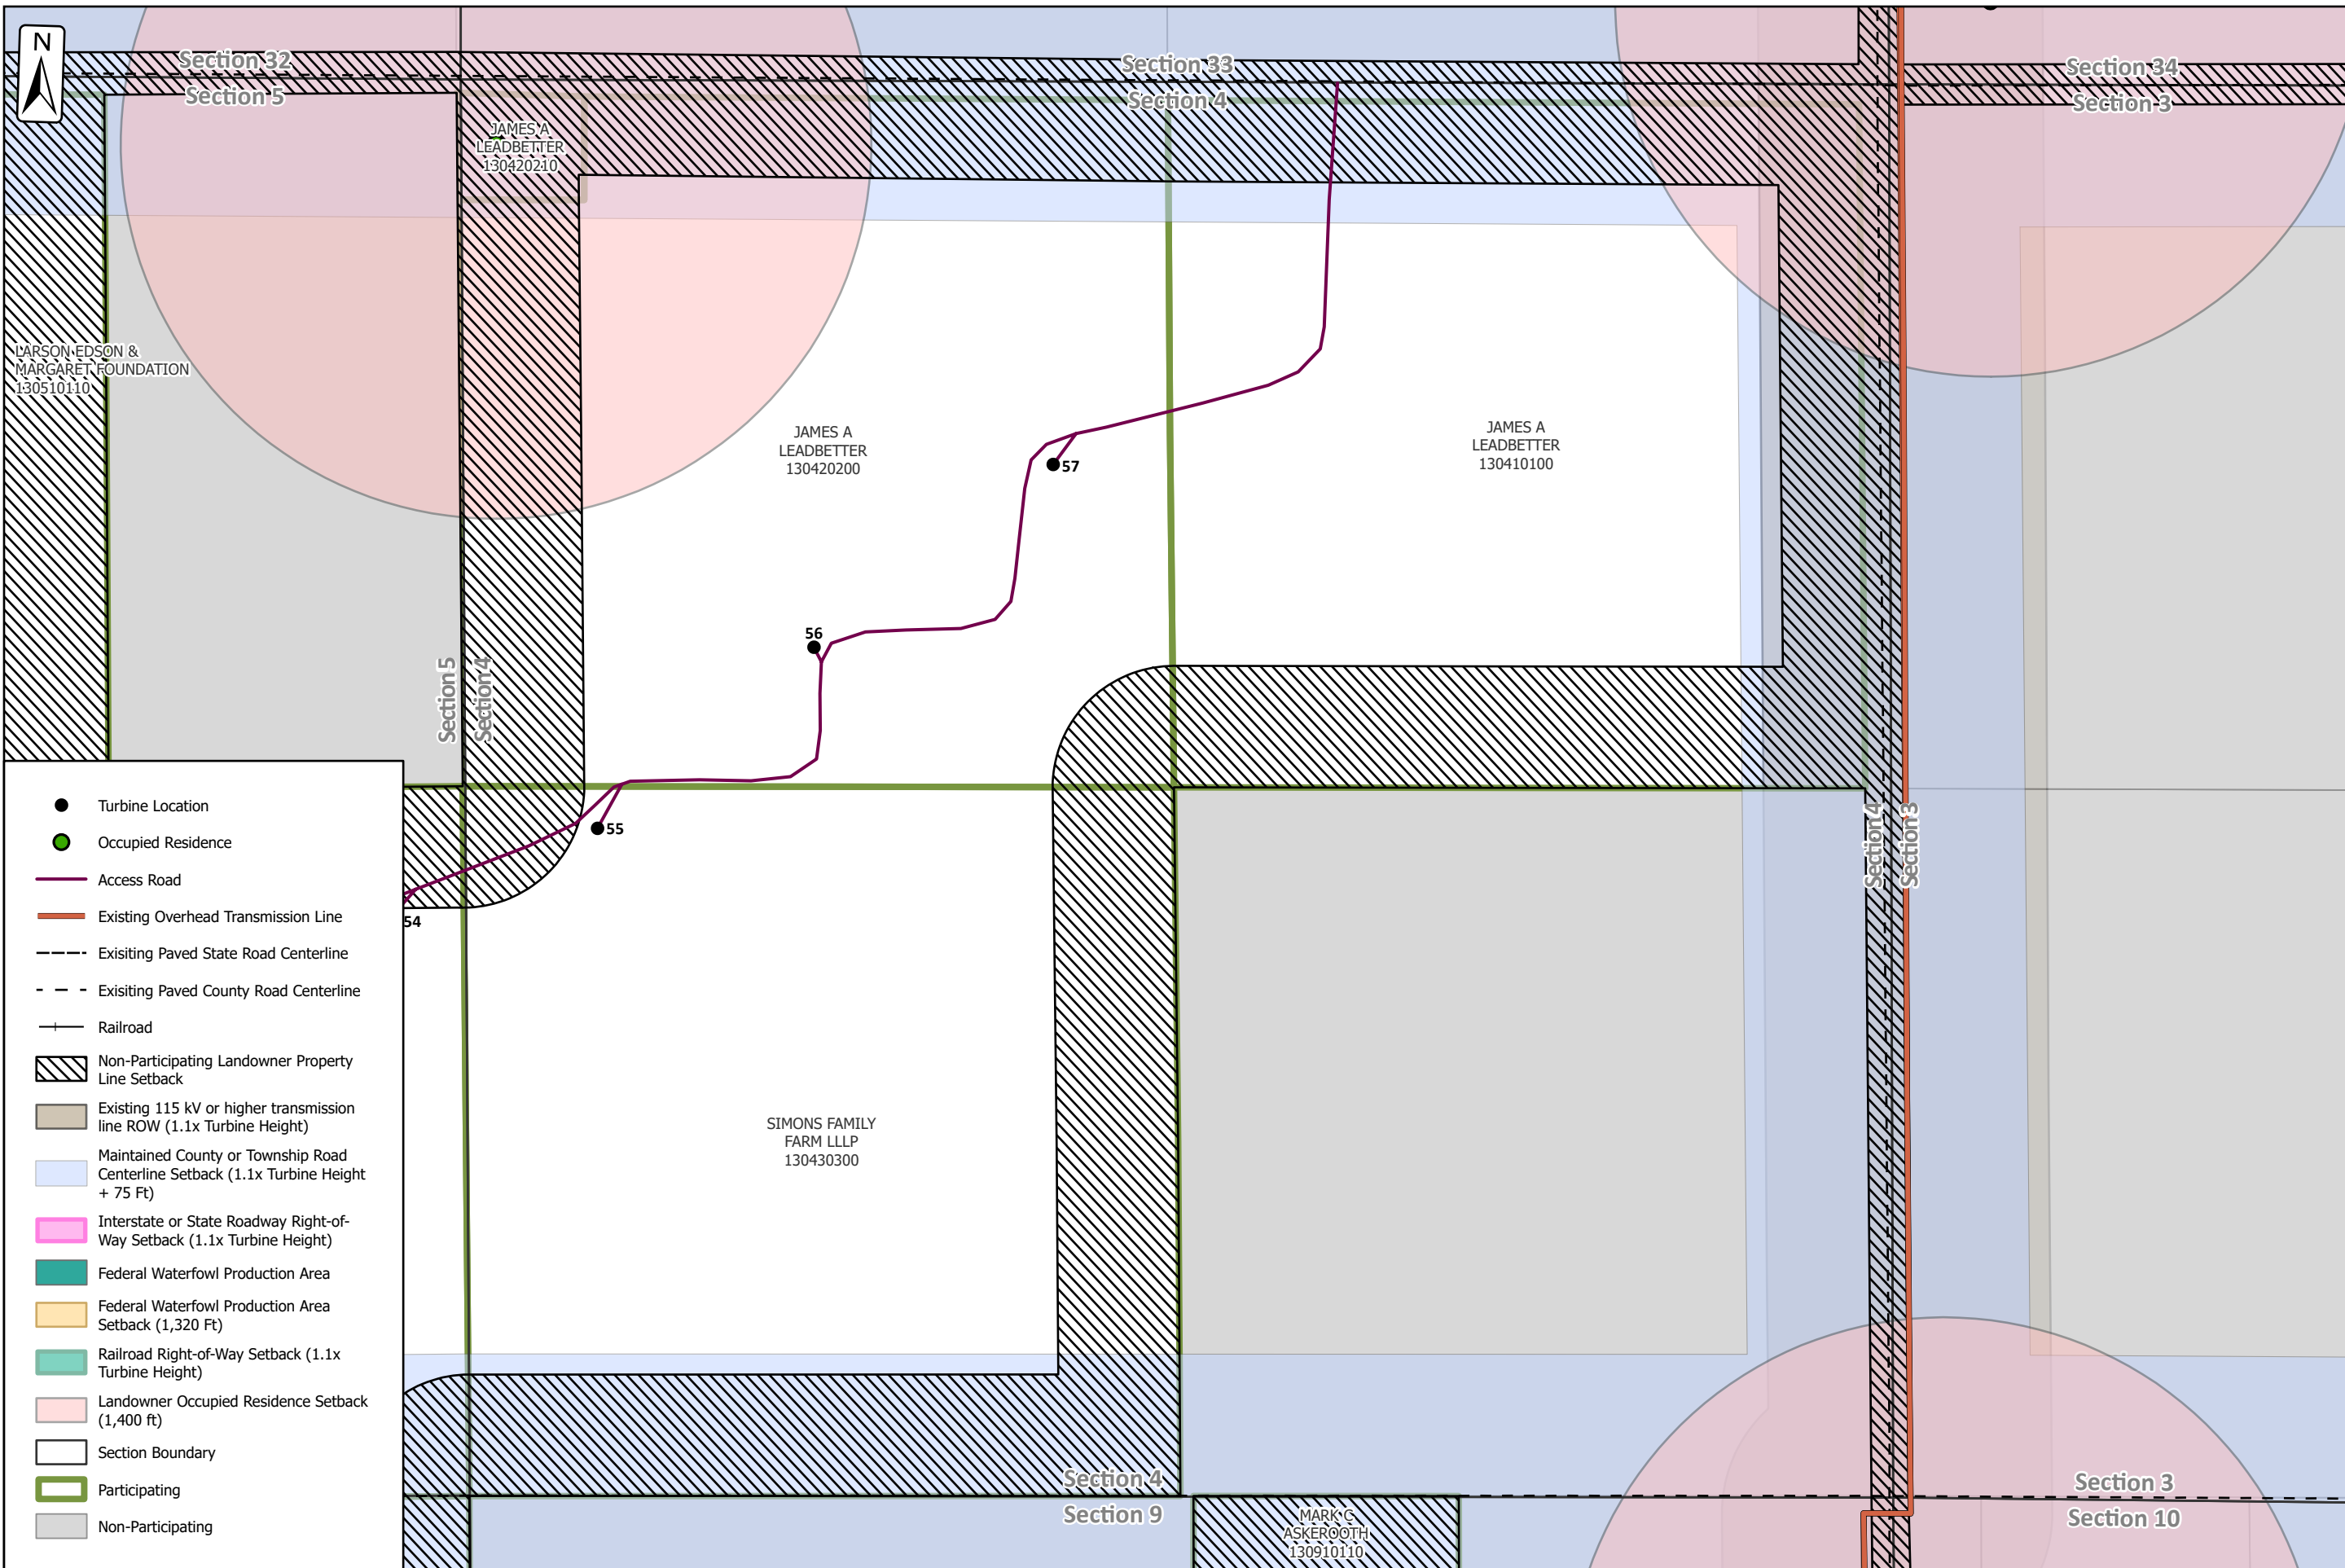 N
Section 32
Section 5
Section 33
Section 4
Section 34
Section 3
JAMES A
LEADBETTER
130420210
LARSON EDSON &
MARGARET FOUNDATION
130510110
JAMES A
LEADBETTER
130420200
JAMES A
LEADBETTER
130410100
57
56
55
54
Section 5
Section 4
Section 4
Section 3
SIMONS FAMILY
FARM LLLP
130430300
Section 4
Section 9
MARK C
ASKEROOTH
130910110
Section 3
Section 10
Turbine Location
Occupied Residence
Access Road
Existing Overhead Transmission Line
Exisiting Paved State Road Centerline
Exisiting Paved County Road Centerline
Railroad
Non-Participating Landowner Property
Line Setback
Existing 115 kV or higher transmission
line ROW (1.1x Turbine Height)
Maintained County or Township Road
Centerline Setback (1.1x Turbine Height
+ 75 Ft)
Interstate or State Roadway Right-of-
Way Setback (1.1x Turbine Height)
Federal Waterfowl Production Area
Federal Waterfowl Production Area
Setback (1,320 Ft)
Railroad Right-of-Way Setback (1.1x
Turbine Height)
Landowner Occupied Residence Setback
(1,400 ft)
Section Boundary
Participating
Non-Participating